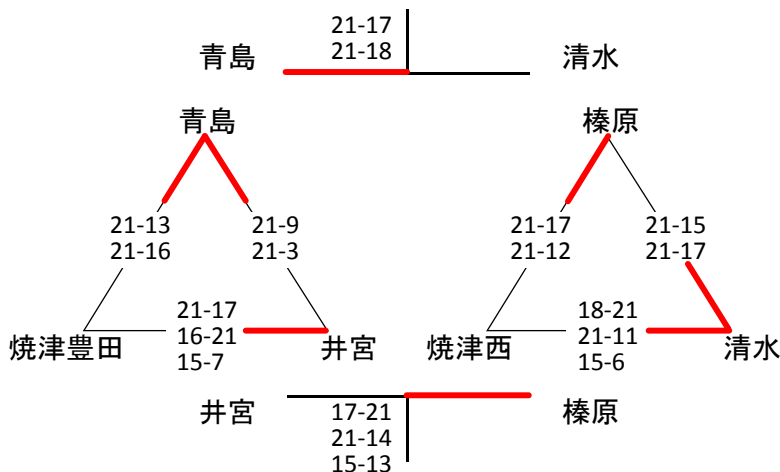 21-17
21-18
青島
清水
青島
榛原
21-13
21-16
21-9
21-3
21-17
21-12
21-15
21-17
21-17
16-21
15-7
18-21
21-11
15-6
焼津豊田
井宮
焼津西
清水
井宮
榛原
17-21
21-14
15-13